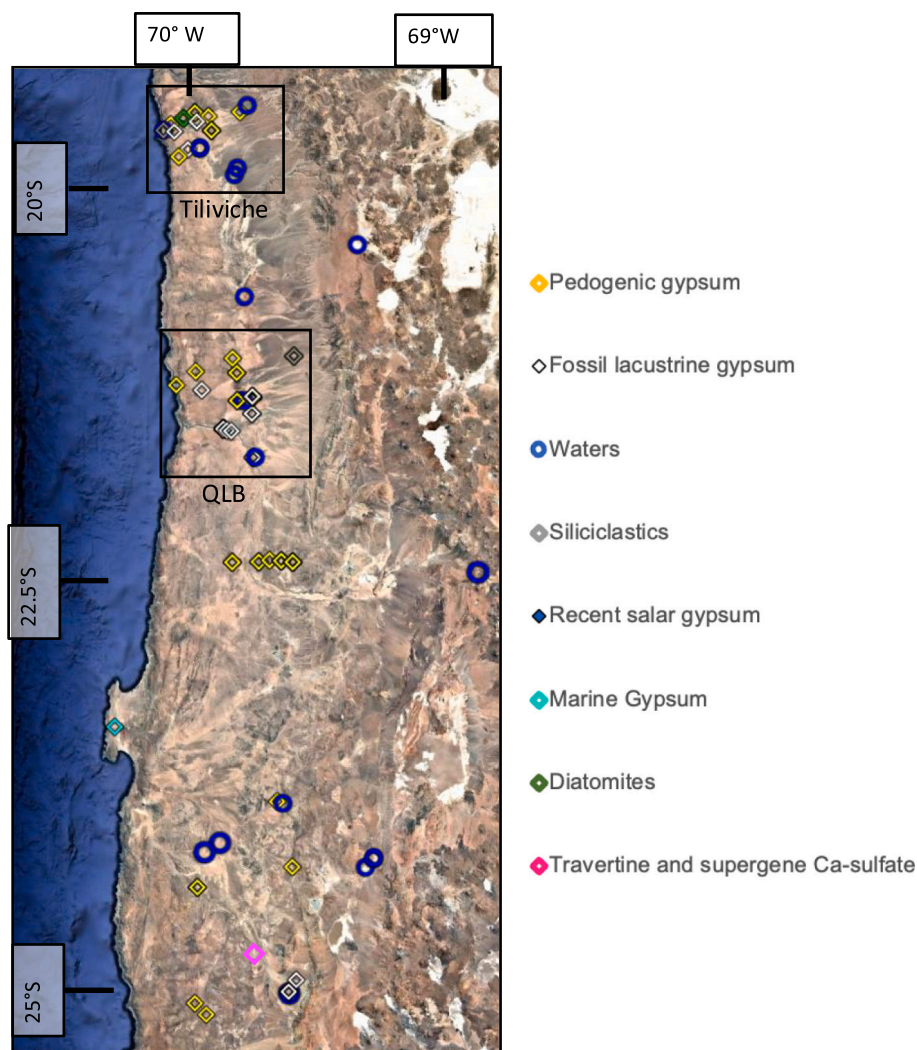 70° W
69°W
20°S
Tiliviche
Pedogenic gypsum
Fossil lacustrine gypsum
Waters
QLB
Siliciclastics
22.5°S
Recent salar gypsum
Marine Gypsum
Diatomites
Travertine and supergene Ca-sulfate
25°S